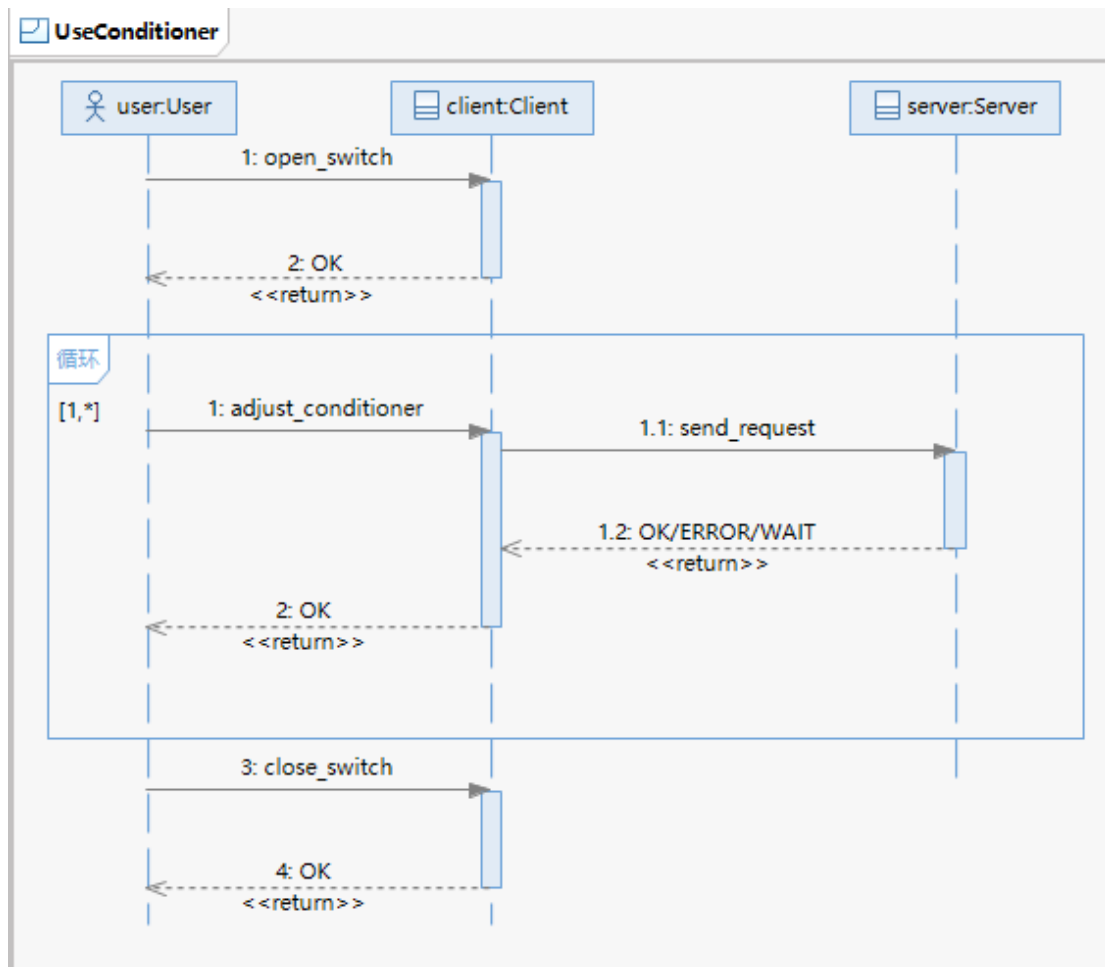 UseConditioner
user:User
client:Client
server:Server
1: open_switch
2: OK
<<return>>
循环
[1,*]
1: adjust_conditioner
1.1: send_request
1.2: OK/ERROR/WAIT
<<return>>
2: OK
<<return>>
3: close_switch
4: OK
<<return>>